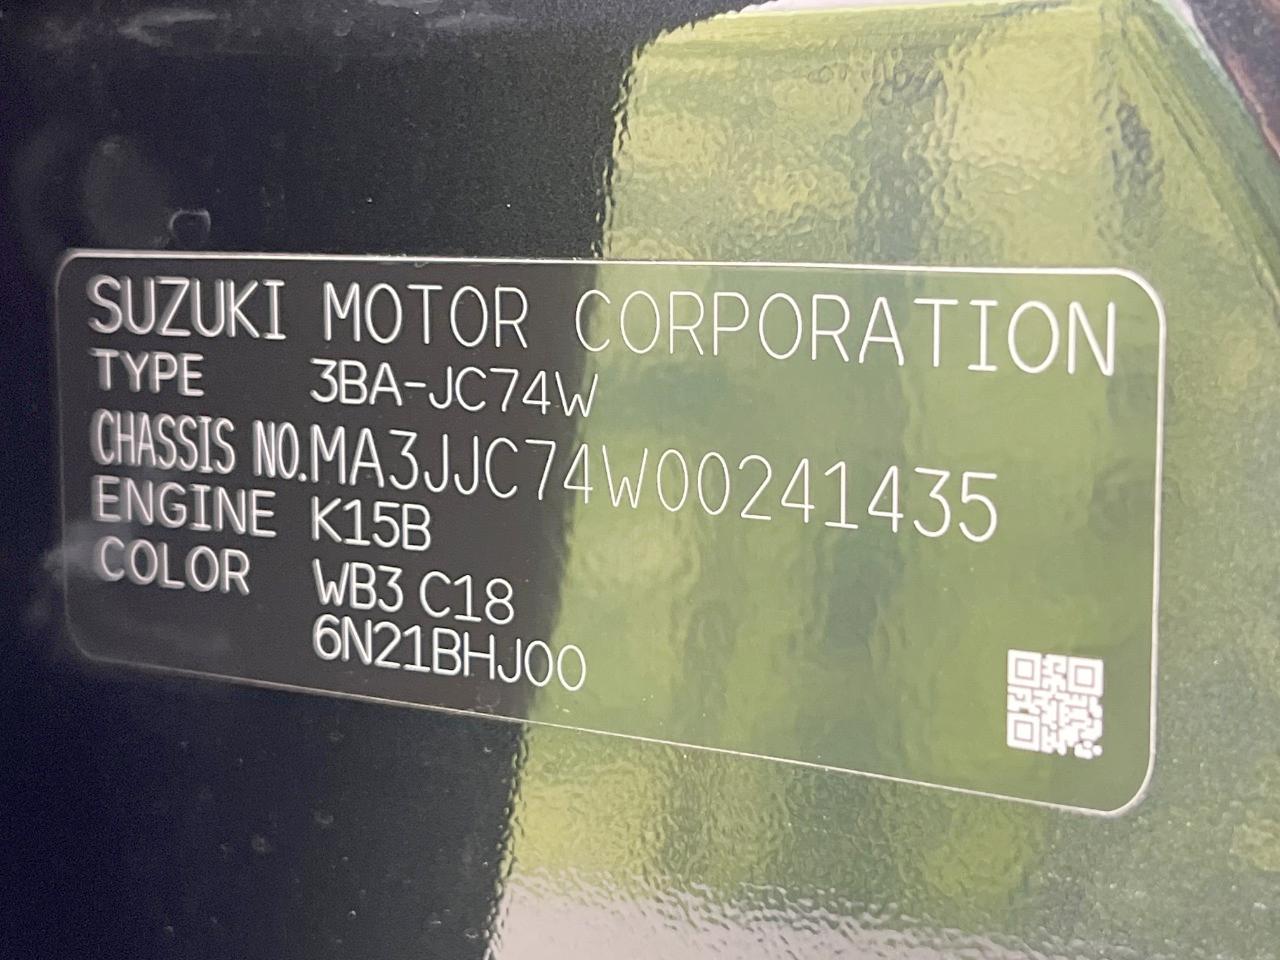 SUZUKI MOTOR CORPORATION
TYPE 3BA-JC74W
CHASSIS NO.MA3JJC74W00241435
ENGINE K15B
COLOR WB3 C18
6N21BHJ00